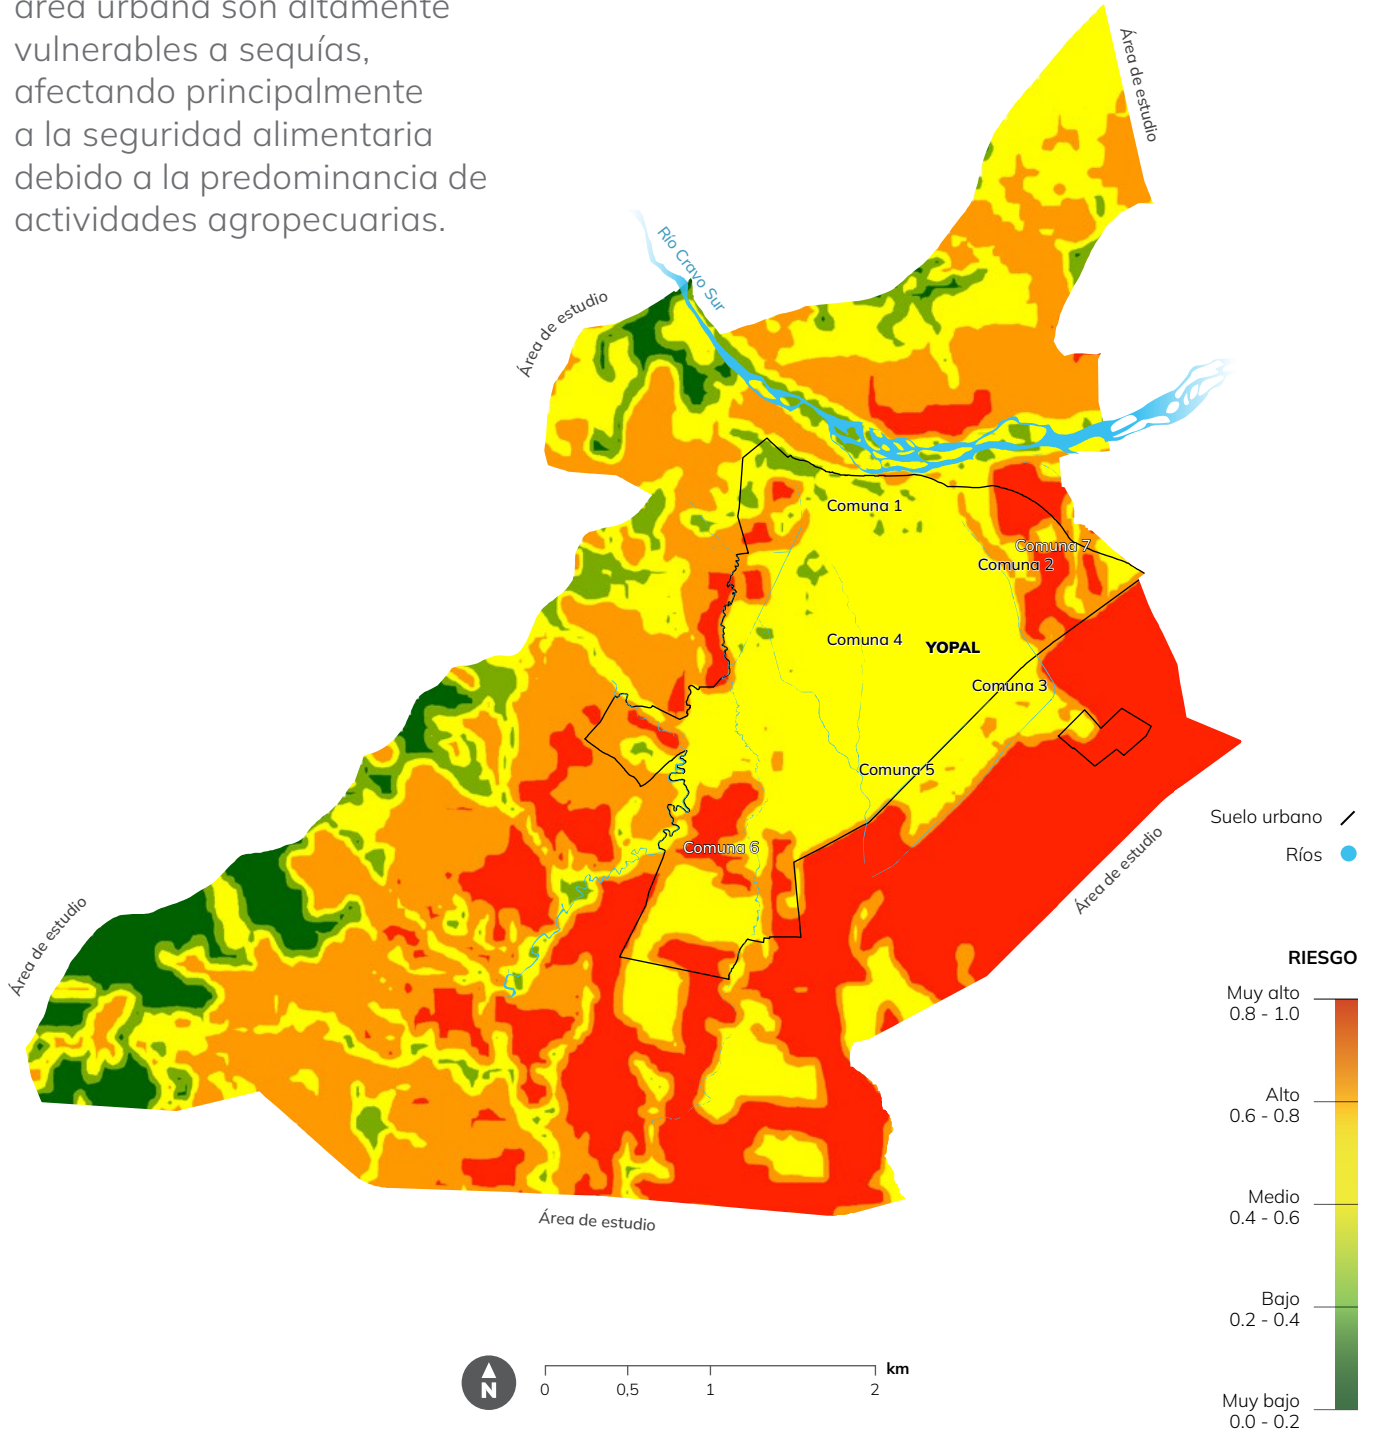 área urbana son altamente
vulnerables a sequías,
afectando principalmente
a la seguridad alimentaria
debido a la predominancia de
actividades agropecuarias.
Área de estudio
Río Cravo Sur
Área de estudio
Comuna 1
Comuna 7
Comuna 2
Comuna 4
YOPAL
Comuna 3
Comuna 5
Comuna 6
Suelo urbano
Ríos
Área de estudio
Área de estudio
RIESGO
Muy alto
0.8 - 1.0
Alto
0.6 - 0.8
Medio
0.4 - 0.6
Bajo
0.2 - 0.4
Muy bajo
0.0 - 0.2
Área de estudio
N
km
0 0,5 1 2